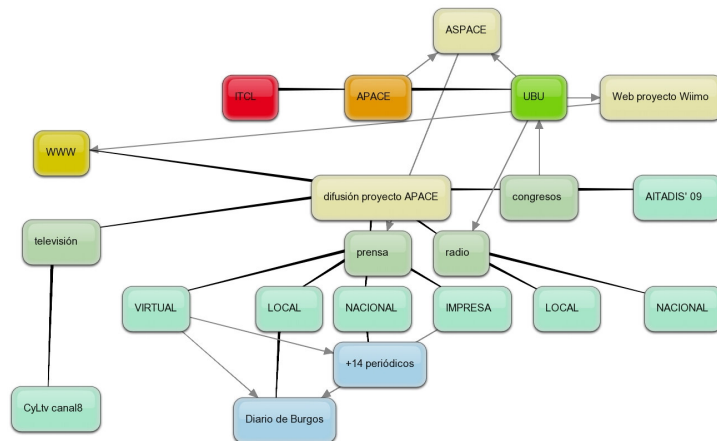 ASPACE
ITCL
APACE
UBU
Web proyecto Wiimo
WWW
difusión proyecto APACE
congresos
AITADIS' 09
televisión
prensa
radio
VIRTUAL
LOCAL
NACIONAL
IMPRESA
LOCAL
NACIONAL
+14 periódicos
CyLtv canal8
Diario de Burgos